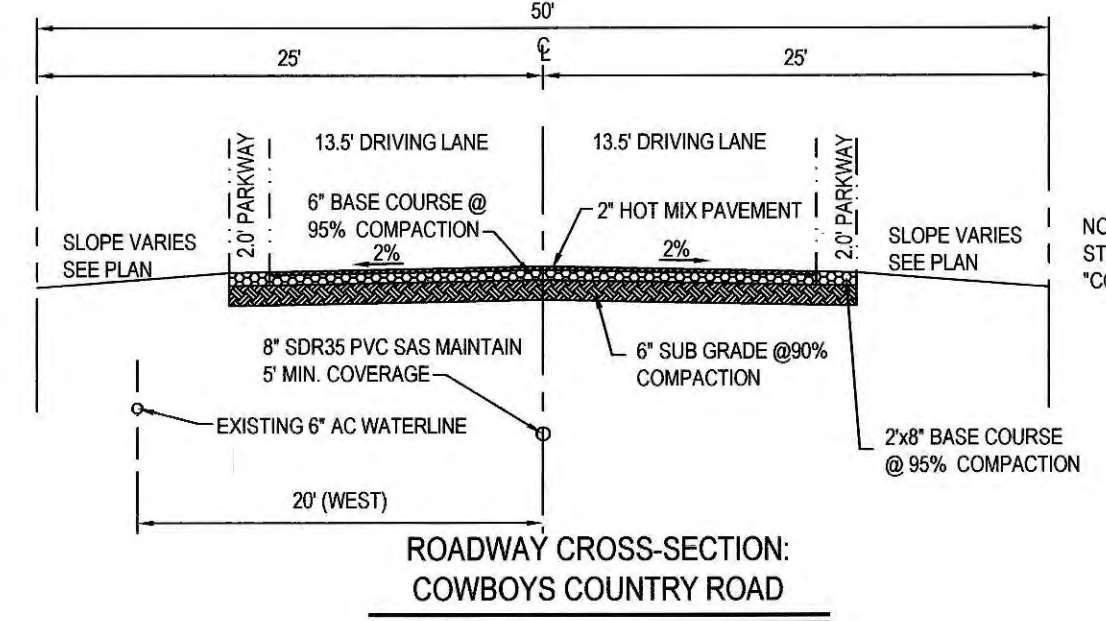 50'
25'
℄
25'
13.5' DRIVING LANE
13.5' DRIVING LANE
2.0' PARKWAY
2.0' PARKWAY
6" BASE COURSE @
95% COMPACTION
2" HOT MIX PAVEMENT
SLOPE VARIES
SEE PLAN
2%
2%
SLOPE VARIES
SEE PLAN
8" SDR35 PVC SAS MAINTAIN
5' MIN. COVERAGE
6" SUB GRADE @90%
COMPACTION
EXISTING 6" AC WATERLINE
2'x8" BASE COURSE
@ 95% COMPACTION
20' (WEST)
ROADWAY CROSS-SECTION:
COWBOYS COUNTRY ROAD